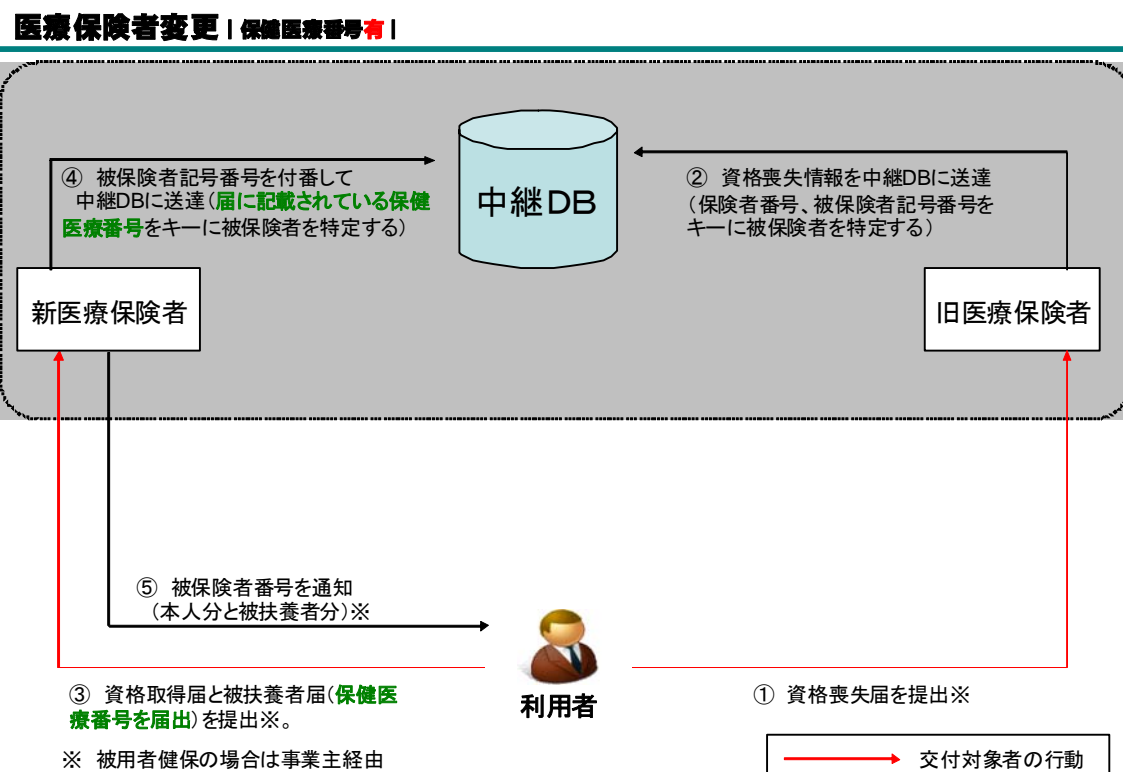 医療保険者変更|保健医療番号有|
④ 被保険者記号番号を付番して
中継DBに送達(届に記載されている保健
医療番号をキーに被保険者を特定する)
中継DB
② 資格喪失情報を中継DBに送達
(保険者番号、被保険者記号番号を
キーに被保険者を特定する)
新医療保険者
旧医療保険者
⑤ 被保険者番号を通知
(本人分と被扶養者分)※
利用者
③ 資格取得届と被扶養者届(保健医
療番号を届出)を提出※。
① 資格喪失届を提出※
※ 被用者健保の場合は事業主経由
交付対象者の行動